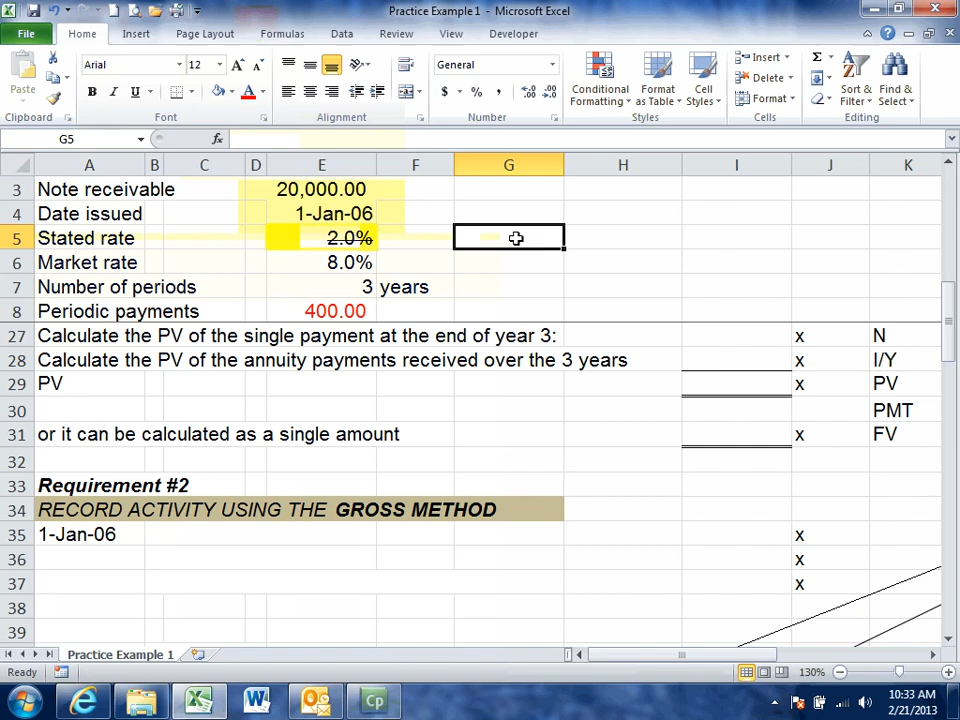 Practice Example 1 - Microsoft Excel
File Home Insert Page Layout Formulas Data Review View Developer
Arial 12 General Insert
Paste Conditional Format Cell Delete Sort & Find &
Formatting as Table Styles Format Filter Select
B I U A $ % , .00 .0
Clipboard Font Alignment Number Styles Cells Editing
G5 fx
A B C D E F G H I J K
3 Note receivable 20,000.00
4 Date issued 1-Jan-06
5 Stated rate 2.0%
6 Market rate 8.0%
7 Number of periods 3 years
8 Periodic payments 400.00
27 Calculate the PV of the single payment at the end of year 3: x N
28 Calculate the PV of the annuity payments received over the 3 years x I/Y
29 PV x PV
30 PMT
31 or it can be calculated as a single amount x FV
32
33 Requirement #2
34 RECORD ACTIVITY USING THE GROSS METHOD
35 1-Jan-06 x
36 x
37 x
38
39
Practice Example 1
Ready 130%
Cp 10:33 AM
2/21/2013